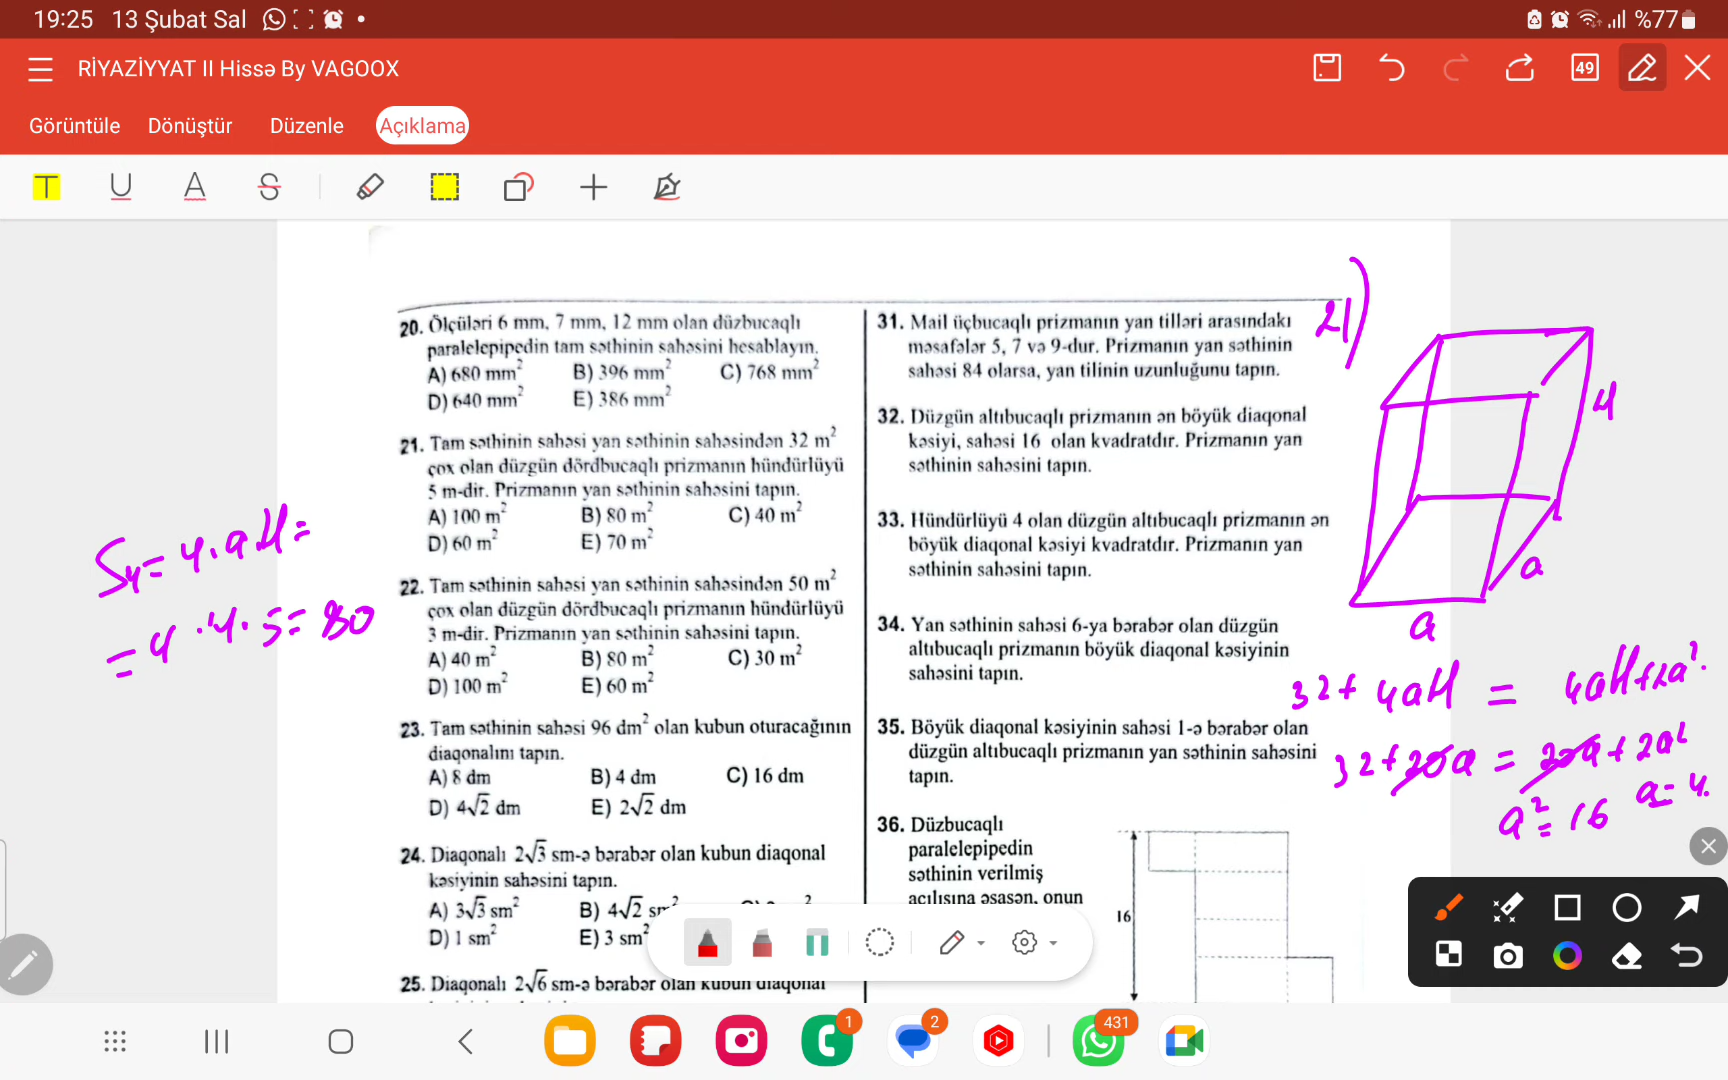 19:25 13 Şubat Sal %77
RİYAZİYYAT II Hissə By VAGOOX 49
Görüntüle Dönüştür Düzenle Açıklama
T U A S
20. Ölçüləri 6 mm, 7 mm, 12 mm olan düzbucaqlı
paralelepipedin tam səthinin sahəsini hesablayın.
A) 680 mm² B) 396 mm² C) 768 mm²
D) 640 mm² E) 386 mm²
21. Tam səthinin sahəsi yan səthinin sahəsindən 32 m²
çox olan düzgün dördbucaqlı prizmanın hündürlüyü
5 m-dir. Prizmanın yan səthinin sahəsini tapın.
A) 100 m² B) 80 m² C) 40 m²
D) 60 m² E) 70 m²
22. Tam səthinin sahəsi yan səthinin sahəsindən 50 m²
çox olan düzgün dördbucaqlı prizmanın hündürlüyü
3 m-dir. Prizmanın yan səthinin sahəsini tapın.
A) 40 m² B) 80 m² C) 30 m²
D) 100 m² E) 60 m²
23. Tam səthinin sahəsi 96 dm² olan kubun oturacağının
diaqonalını tapın.
A) 8 dm B) 4 dm C) 16 dm
D) 4√2 dm E) 2√2 dm
24. Diaqonalı 2√3 sm-ə bərabər olan kubun diaqonal
kəsiyinin sahəsini tapın.
A) 3√3 sm² B) 4√2 sm²
D) 1 sm² E) 3 sm²
25. Diaqonalı 2√6 sm-ə bərabər olan kubun diaqonal
31. Mail üçbucaqlı prizmanın yan tilləri arasındakı
məsafələr 5, 7 və 9-dur. Prizmanın yan səthinin
sahəsi 84 olarsa, yan tilinin uzunluğunu tapın.
32. Düzgün altıbucaqlı prizmanın ən böyük diaqonal
kəsiyi, sahəsi 16 olan kvadratdır. Prizmanın yan
səthinin sahəsini tapın.
33. Hündürlüyü 4 olan düzgün altıbucaqlı prizmanın ən
böyük diaqonal kəsiyi kvadratdır. Prizmanın yan
səthinin sahəsini tapın.
34. Yan səthinin sahəsi 6-ya bərabər olan düzgün
altıbucaqlı prizmanın böyük diaqonal kəsiyinin
sahəsini tapın.
35. Böyük diaqonal kəsiyinin sahəsi 1-ə bərabər olan
düzgün altıbucaqlı prizmanın yan səthinin sahəsini
tapın.
36. Düzbucaqlı
paralelepipedin
səthinin verilmiş
açılışına əsasən, onun
16
21)
H
a
a
32+4aH = 4aH+2a².
32+20a = 20a+2a²
a²=16 a=4.
Sy=4.aH=
=4.4.5=80
1 2 431